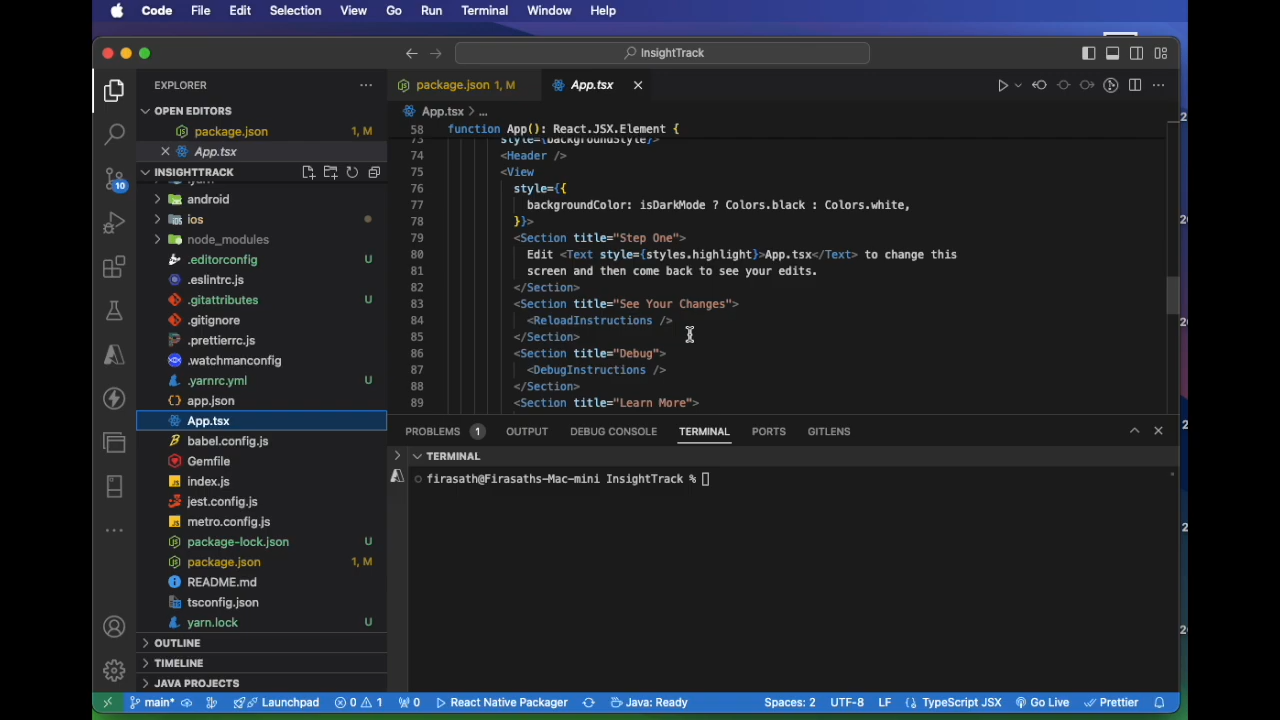 Code File Edit Selection View Go Run Terminal Window Help
InsightTrack
EXPLORER
OPEN EDITORS
package.json 1, M
App.tsx
INSIGHTTRACK
android
ios
node_modules
.editorconfig U
.eslintrc.js
.gitattributes U
.gitignore
.prettierrc.js
.watchmanconfig
.yarnrc.yml U
app.json
App.tsx
babel.config.js
Gemfile
index.js
jest.config.js
metro.config.js
package-lock.json U
package.json 1, M
README.md
tsconfig.json
yarn.lock U
OUTLINE
TIMELINE
JAVA PROJECTS
10
package.json 1, M App.tsx
App.tsx > ...
58 function App(): React.JSX.Element {
73 style={backgroundStyle}>
74 <Header />
75 <View
76 style={{
77 backgroundColor: isDarkMode ? Colors.black : Colors.white,
78 }}>
79 <Section title="Step One">
80 Edit <Text style={styles.highlight}>App.tsx</Text> to change this
81 screen and then come back to see your edits.
82 </Section>
83 <Section title="See Your Changes">
84 <ReloadInstructions />
85 </Section>
86 <Section title="Debug">
87 <DebugInstructions />
88 </Section>
89 <Section title="Learn More">
PROBLEMS 1 OUTPUT DEBUG CONSOLE TERMINAL PORTS GITLENS
TERMINAL
firasath@Firasaths-Mac-mini InsightTrack %
main* Launchpad 0 1 0 React Native Packager Java: Ready Spaces: 2 UTF-8 LF {} TypeScript JSX Go Live Prettier